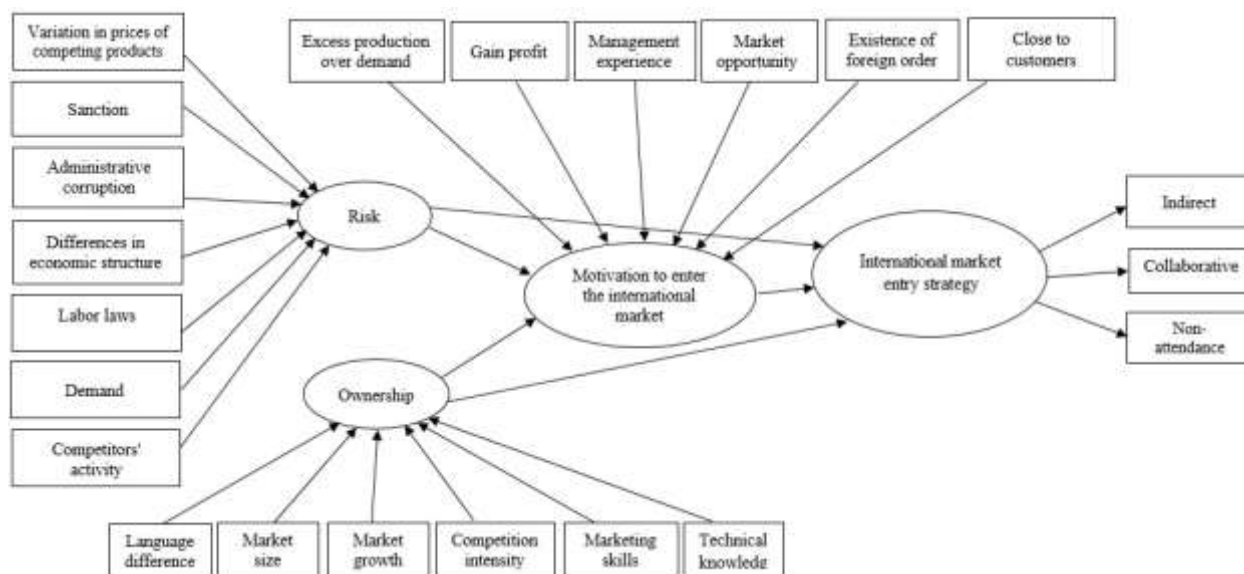 Variation in prices of
competing products
Sanction
Administrative
corruption
Differences in
economic structure
Labor laws
Demand
Competitors'
activity
Excess production
over demand
Gain profit
Management
experience
Market
opportunity
Existence of
foreign order
Close to
customers
Risk
Motivation to enter
the international
market
Ownership
International market
entry strategy
Indirect
Collaborative
Non-
attendance
Language
difference
Market
size
Market
growth
Competition
intensity
Marketing
skills
Technical
knowledg